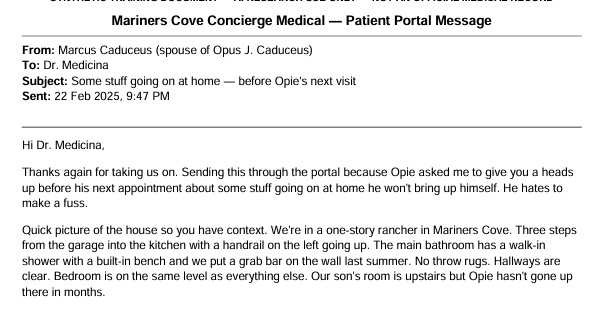 Mariners Cove Concierge Medical — Patient Portal Message
From: Marcus Caduceus (spouse of Opus J. Caduceus)
To: Dr. Medicina
Subject: Some stuff going on at home — before Opie's next visit
Sent: 22 Feb 2025, 9:47 PM
Hi Dr. Medicina,
Thanks again for taking us on. Sending this through the portal because Opie asked me to give you a heads
up before his next appointment about some stuff going on at home he won't bring up himself. He hates to
make a fuss.
Quick picture of the house so you have context. We're in a one-story rancher in Mariners Cove. Three steps
from the garage into the kitchen with a handrail on the left going up. The main bathroom has a walk-in
shower with a built-in bench and we put a grab bar on the wall last summer. No throw rugs. Hallways are
clear. Bedroom is on the same level as everything else. Our son's room is upstairs but Opie hasn't gone up
there in months.